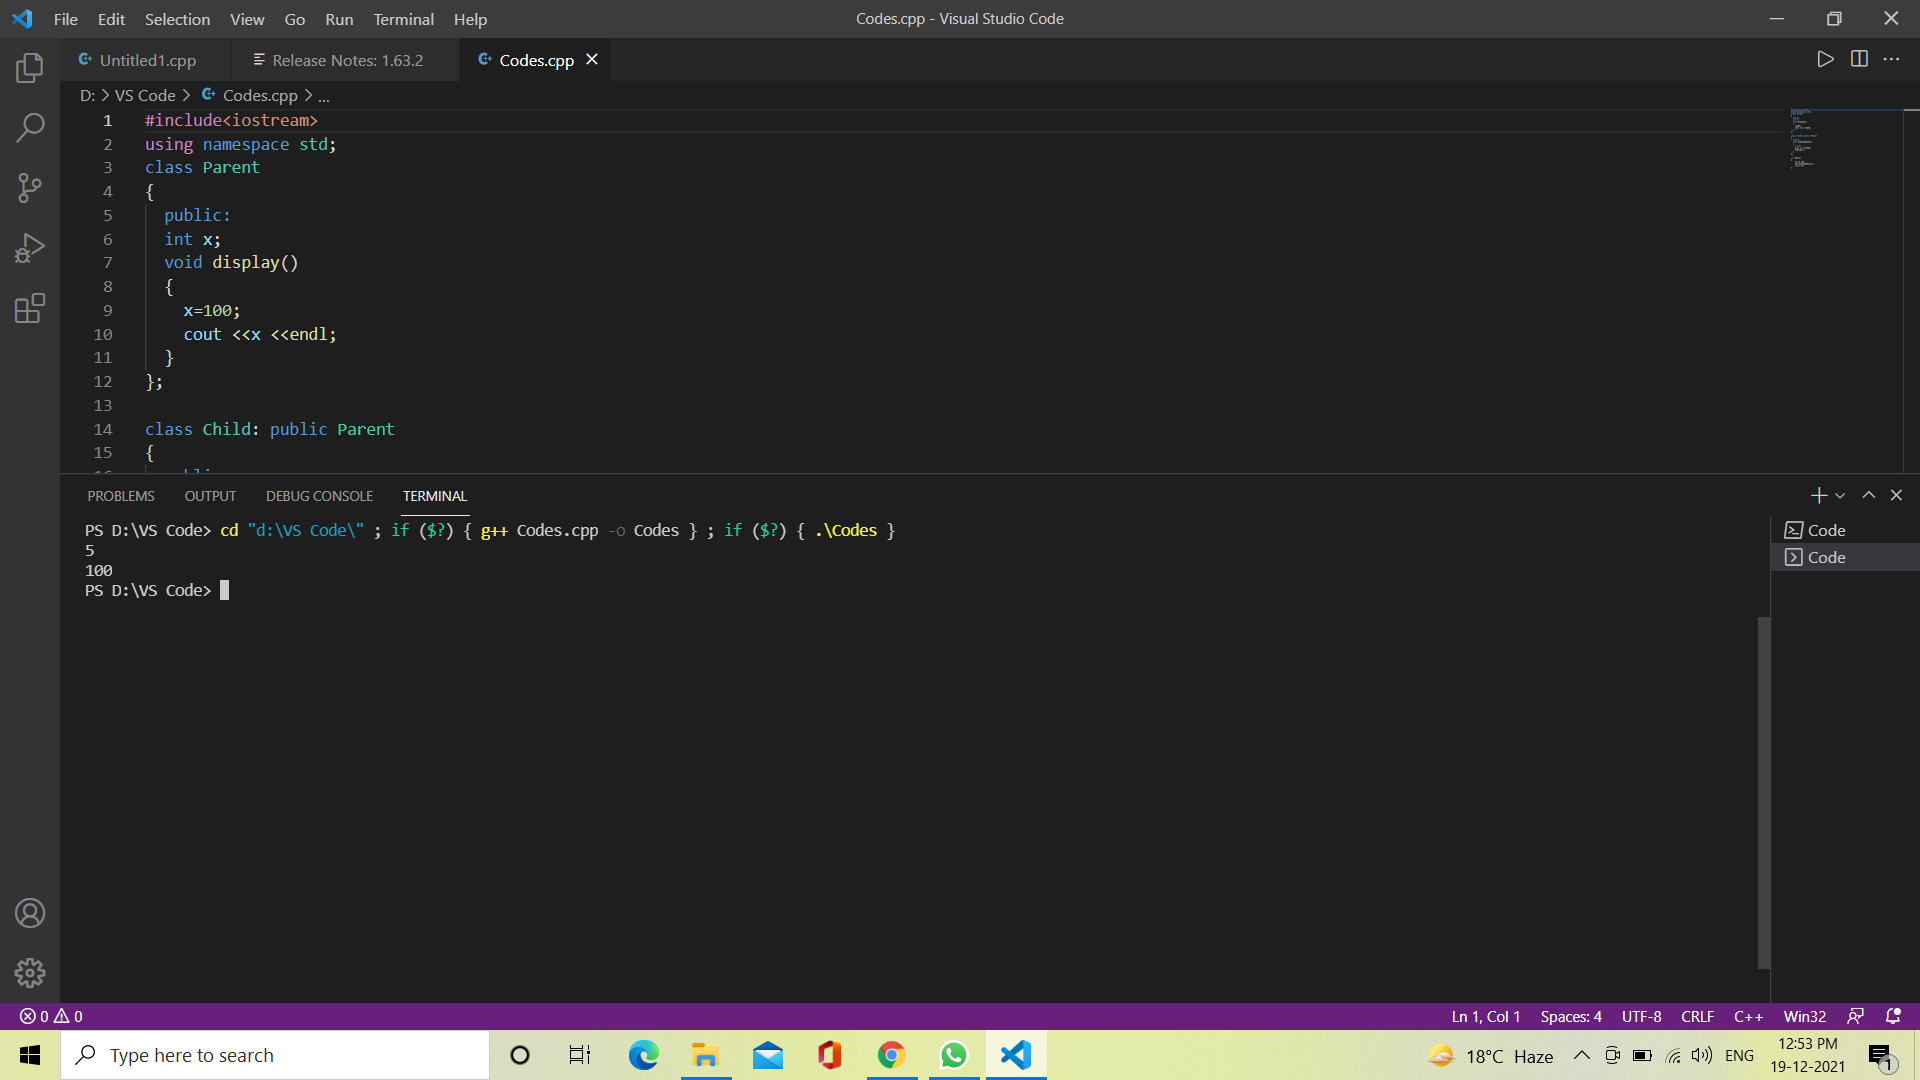 File Edit Selection View Go Run Terminal Help Codes.cpp - Visual Studio Code
Untitled1.cpp Release Notes: 1.63.2 Codes.cpp
D: > VS Code > Codes.cpp > ...
1 #include<iostream>
2 using namespace std;
3 class Parent
4 {
5 public:
6 int x;
7 void display()
8 {
9 x=100;
10 cout <<x <<endl;
11 }
12 };
13
14 class Child: public Parent
15 {
PROBLEMS OUTPUT DEBUG CONSOLE TERMINAL
PS D:\VS Code> cd "d:\VS Code\" ; if ($?) { g++ Codes.cpp -o Codes } ; if ($?) { .\Codes }
5
100
PS D:\VS Code>
Code
Code
0 0 Ln 1, Col 1 Spaces: 4 UTF-8 CRLF C++ Win32
Type here to search 18°C Haze ENG 12:53 PM
19-12-2021
1